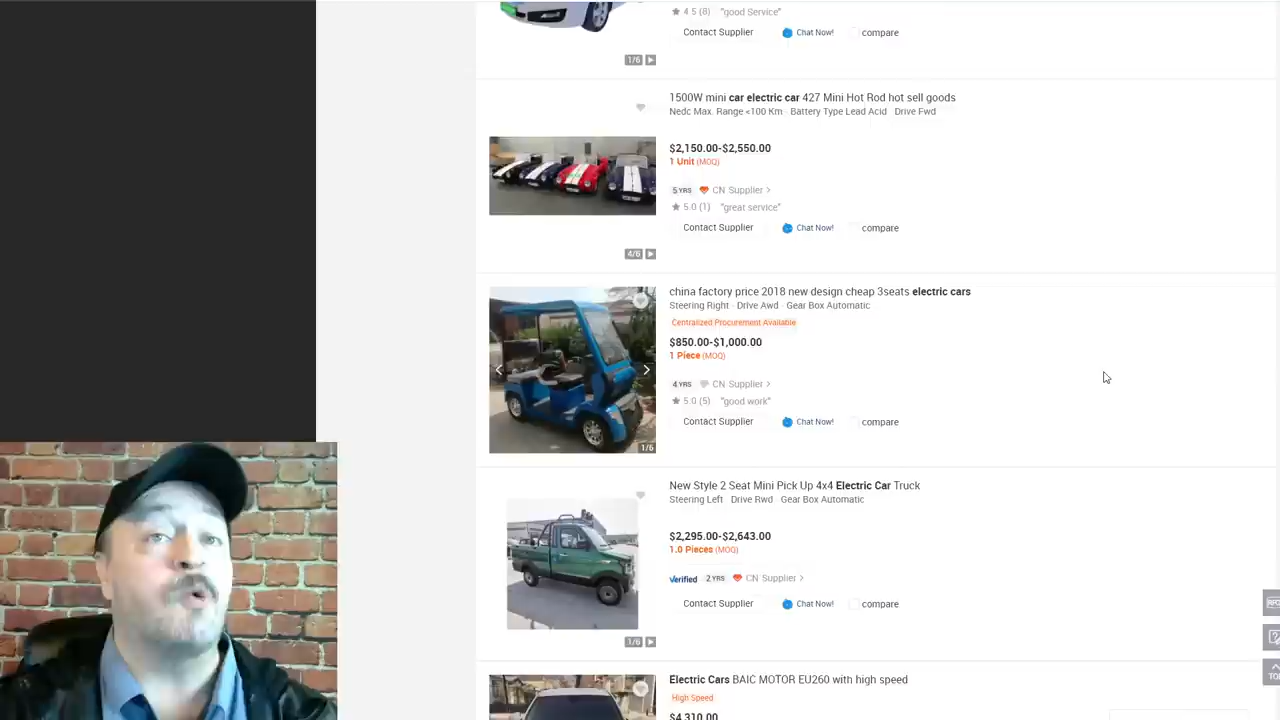 4.5 (8) "good Service"
Contact Supplier Chat Now! compare
1/6
1500W mini car electric car 427 Mini Hot Rod hot sell goods
Nedc Max. Range <100 Km · Battery Type Lead Acid · Drive Fwd
$2,150.00-$2,550.00
1 Unit (MOQ)
5 YRS CN Supplier >
5.0 (1) "great service"
Contact Supplier Chat Now! compare
4/6
china factory price 2018 new design cheap 3seats electric cars
Steering Right · Drive Awd · Gear Box Automatic
Centralized Procurement Available
$850.00-$1,000.00
1 Piece (MOQ)
4 YRS CN Supplier >
5.0 (5) "good work"
Contact Supplier Chat Now! compare
1/6
New Style 2 Seat Mini Pick Up 4x4 Electric Car Truck
Steering Left · Drive Rwd · Gear Box Automatic
$2,295.00-$2,643.00
1.0 Pieces (MOQ)
Verified 2 YRS CN Supplier >
Contact Supplier Chat Now! compare
1/6
Electric Cars BAIC MOTOR EU260 with high speed
High Speed
$4,310.00